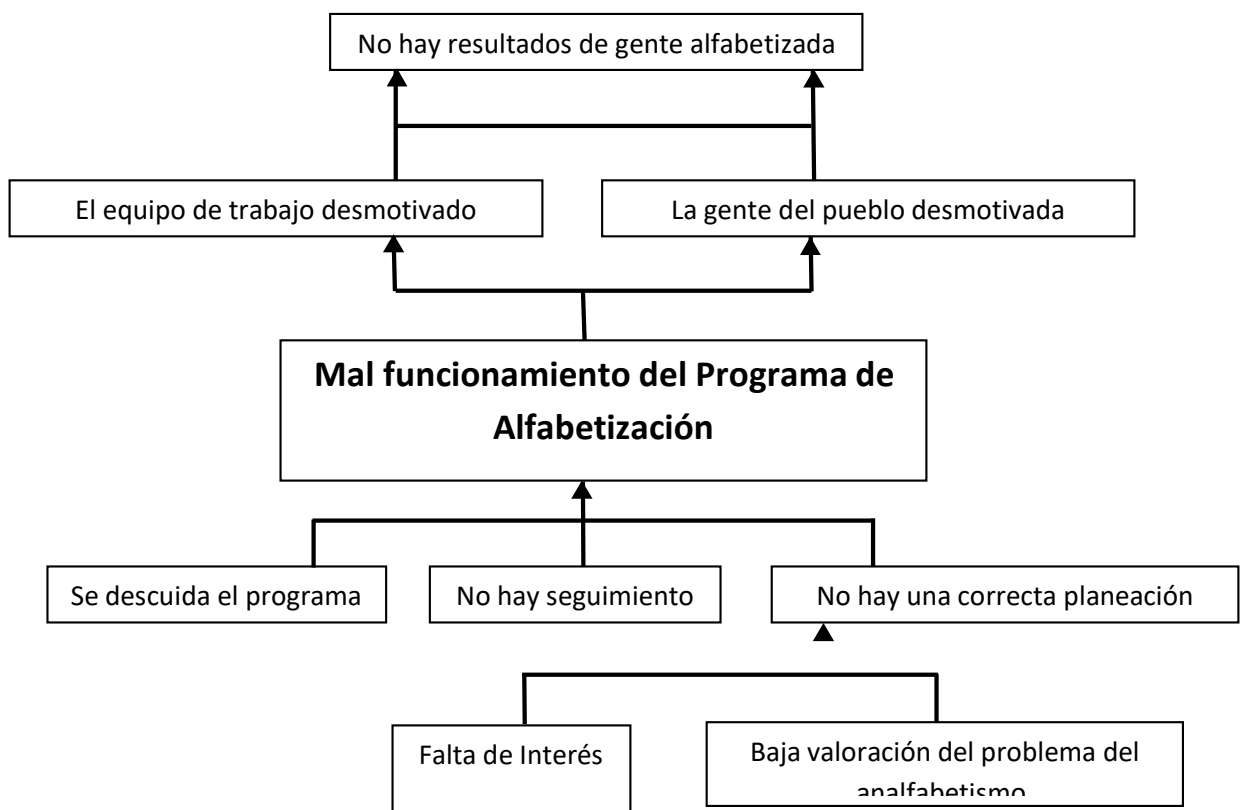 No hay resultados de gente alfabetizada
El equipo de trabajo desmotivado
La gente del pueblo desmotivada
Mal funcionamiento del Programa de
Alfabetización
Se descuida el programa
No hay seguimiento
No hay una correcta planeación
Falta de Interés
Baja valoración del problema del
analfabetismo